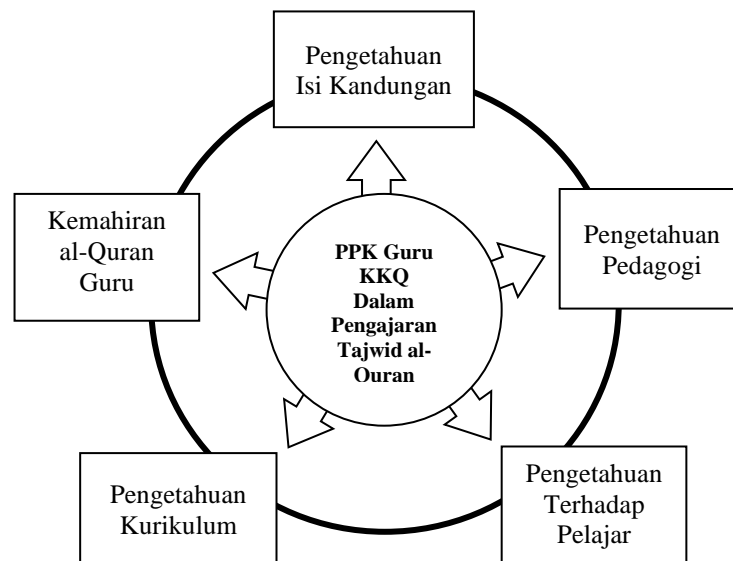 Pengetahuan
Isi Kandungan
Kemahiran
al-Quran
Guru
Pengetahuan
Pedagogi
PPK Guru
KKQ
Dalam
Pengajaran
Tajwid al-
Ouran
Pengetahuan
Kurikulum
Pengetahuan
Terhadap
Pelajar